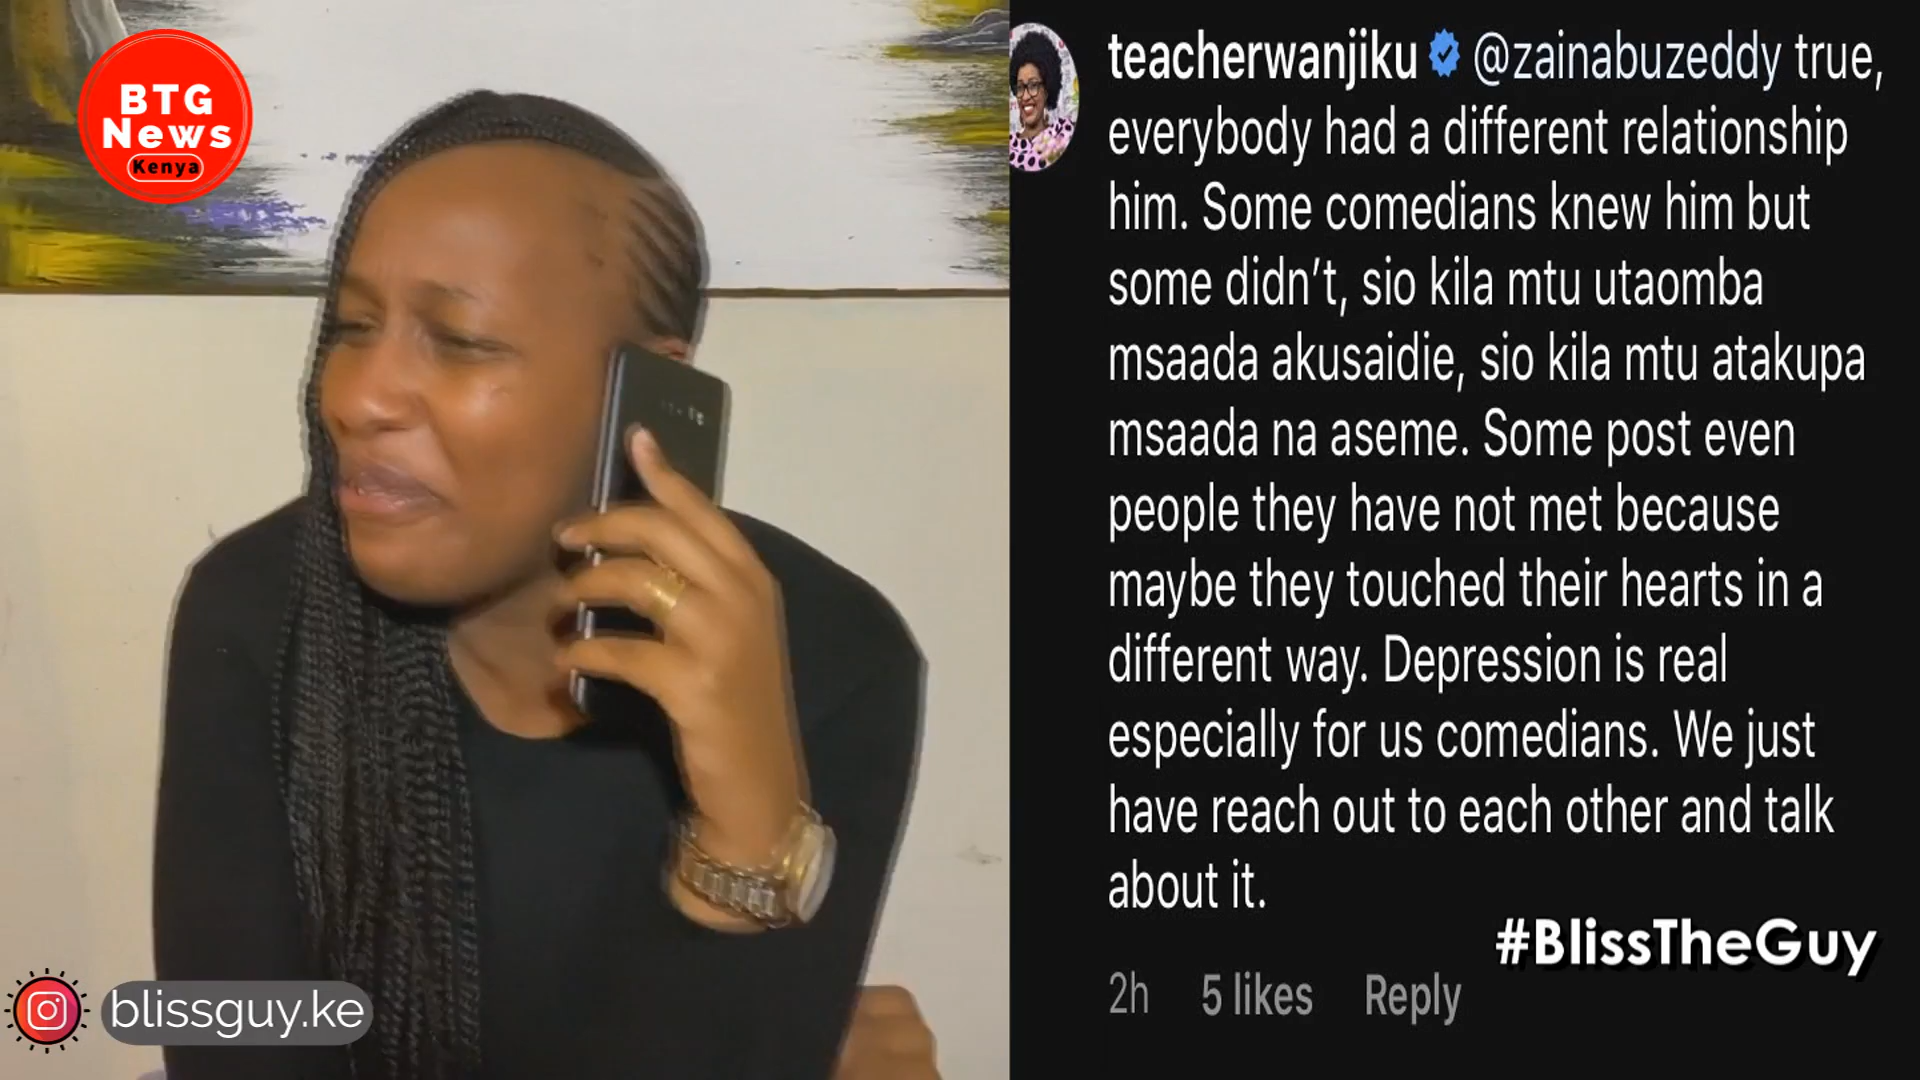 BTG
News
Kenya
teacherwanjiku @zainabuzeddy true,
everybody had a different relationship
him. Some comedians knew him but
some didn’t, sio kila mtu utaomba
msaada akusaidie, sio kila mtu atakupa
msaada na aseme. Some post even
people they have not met because
maybe they touched their hearts in a
different way. Depression is real
especially for us comedians. We just
have reach out to each other and talk
about it.
#BlissTheGuy
2h 5 likes Reply
blissguy.ke